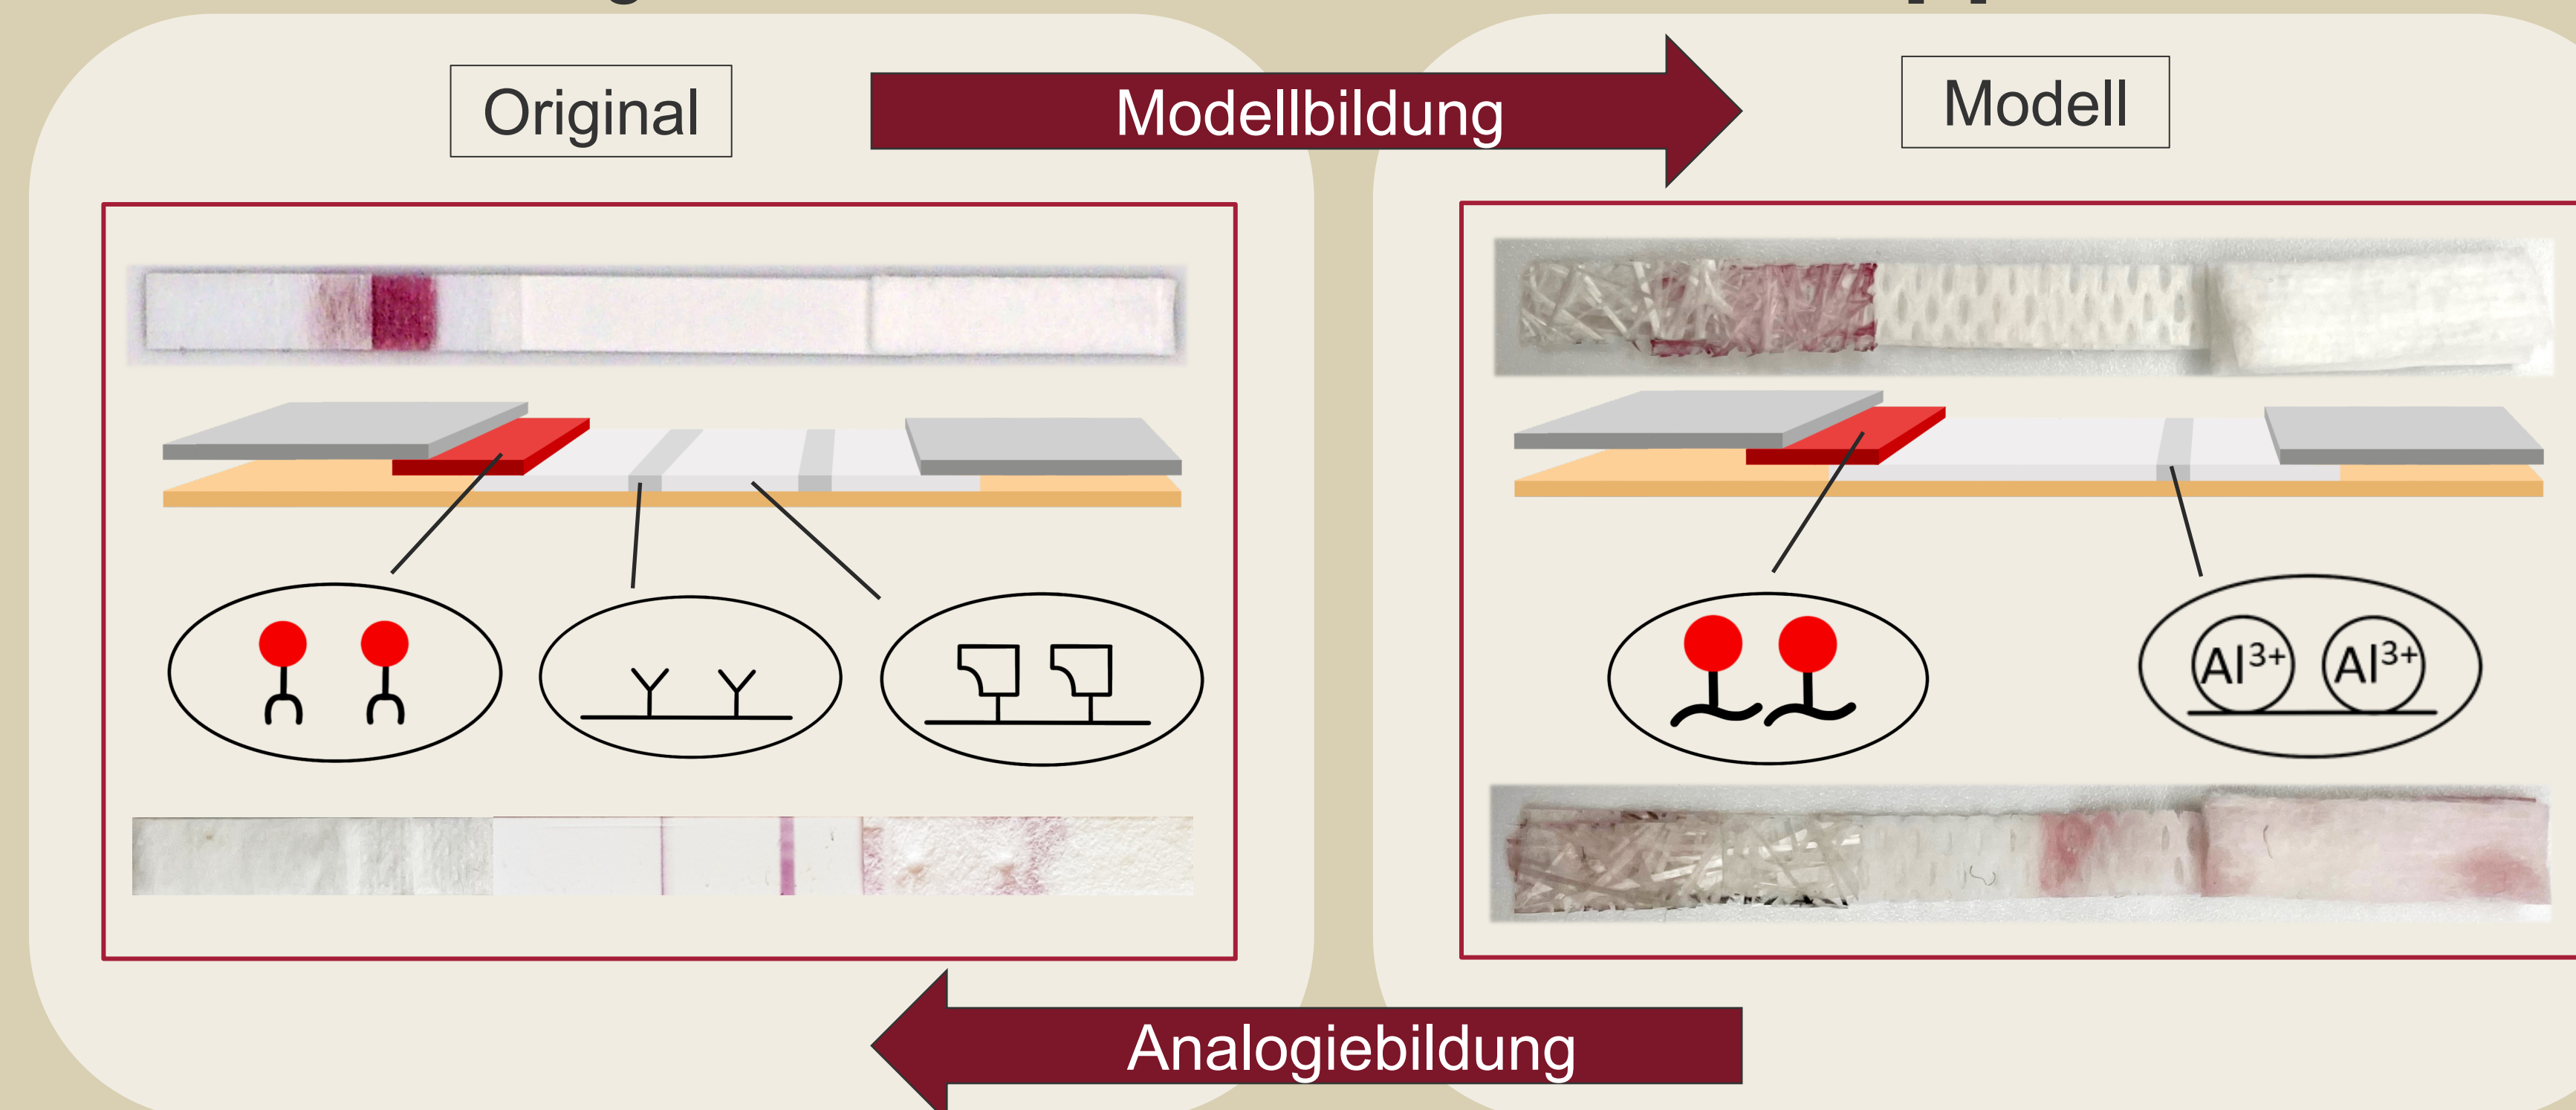 Original
Modellbildung
Modell
Al3+
Al3+
Analogiebildung